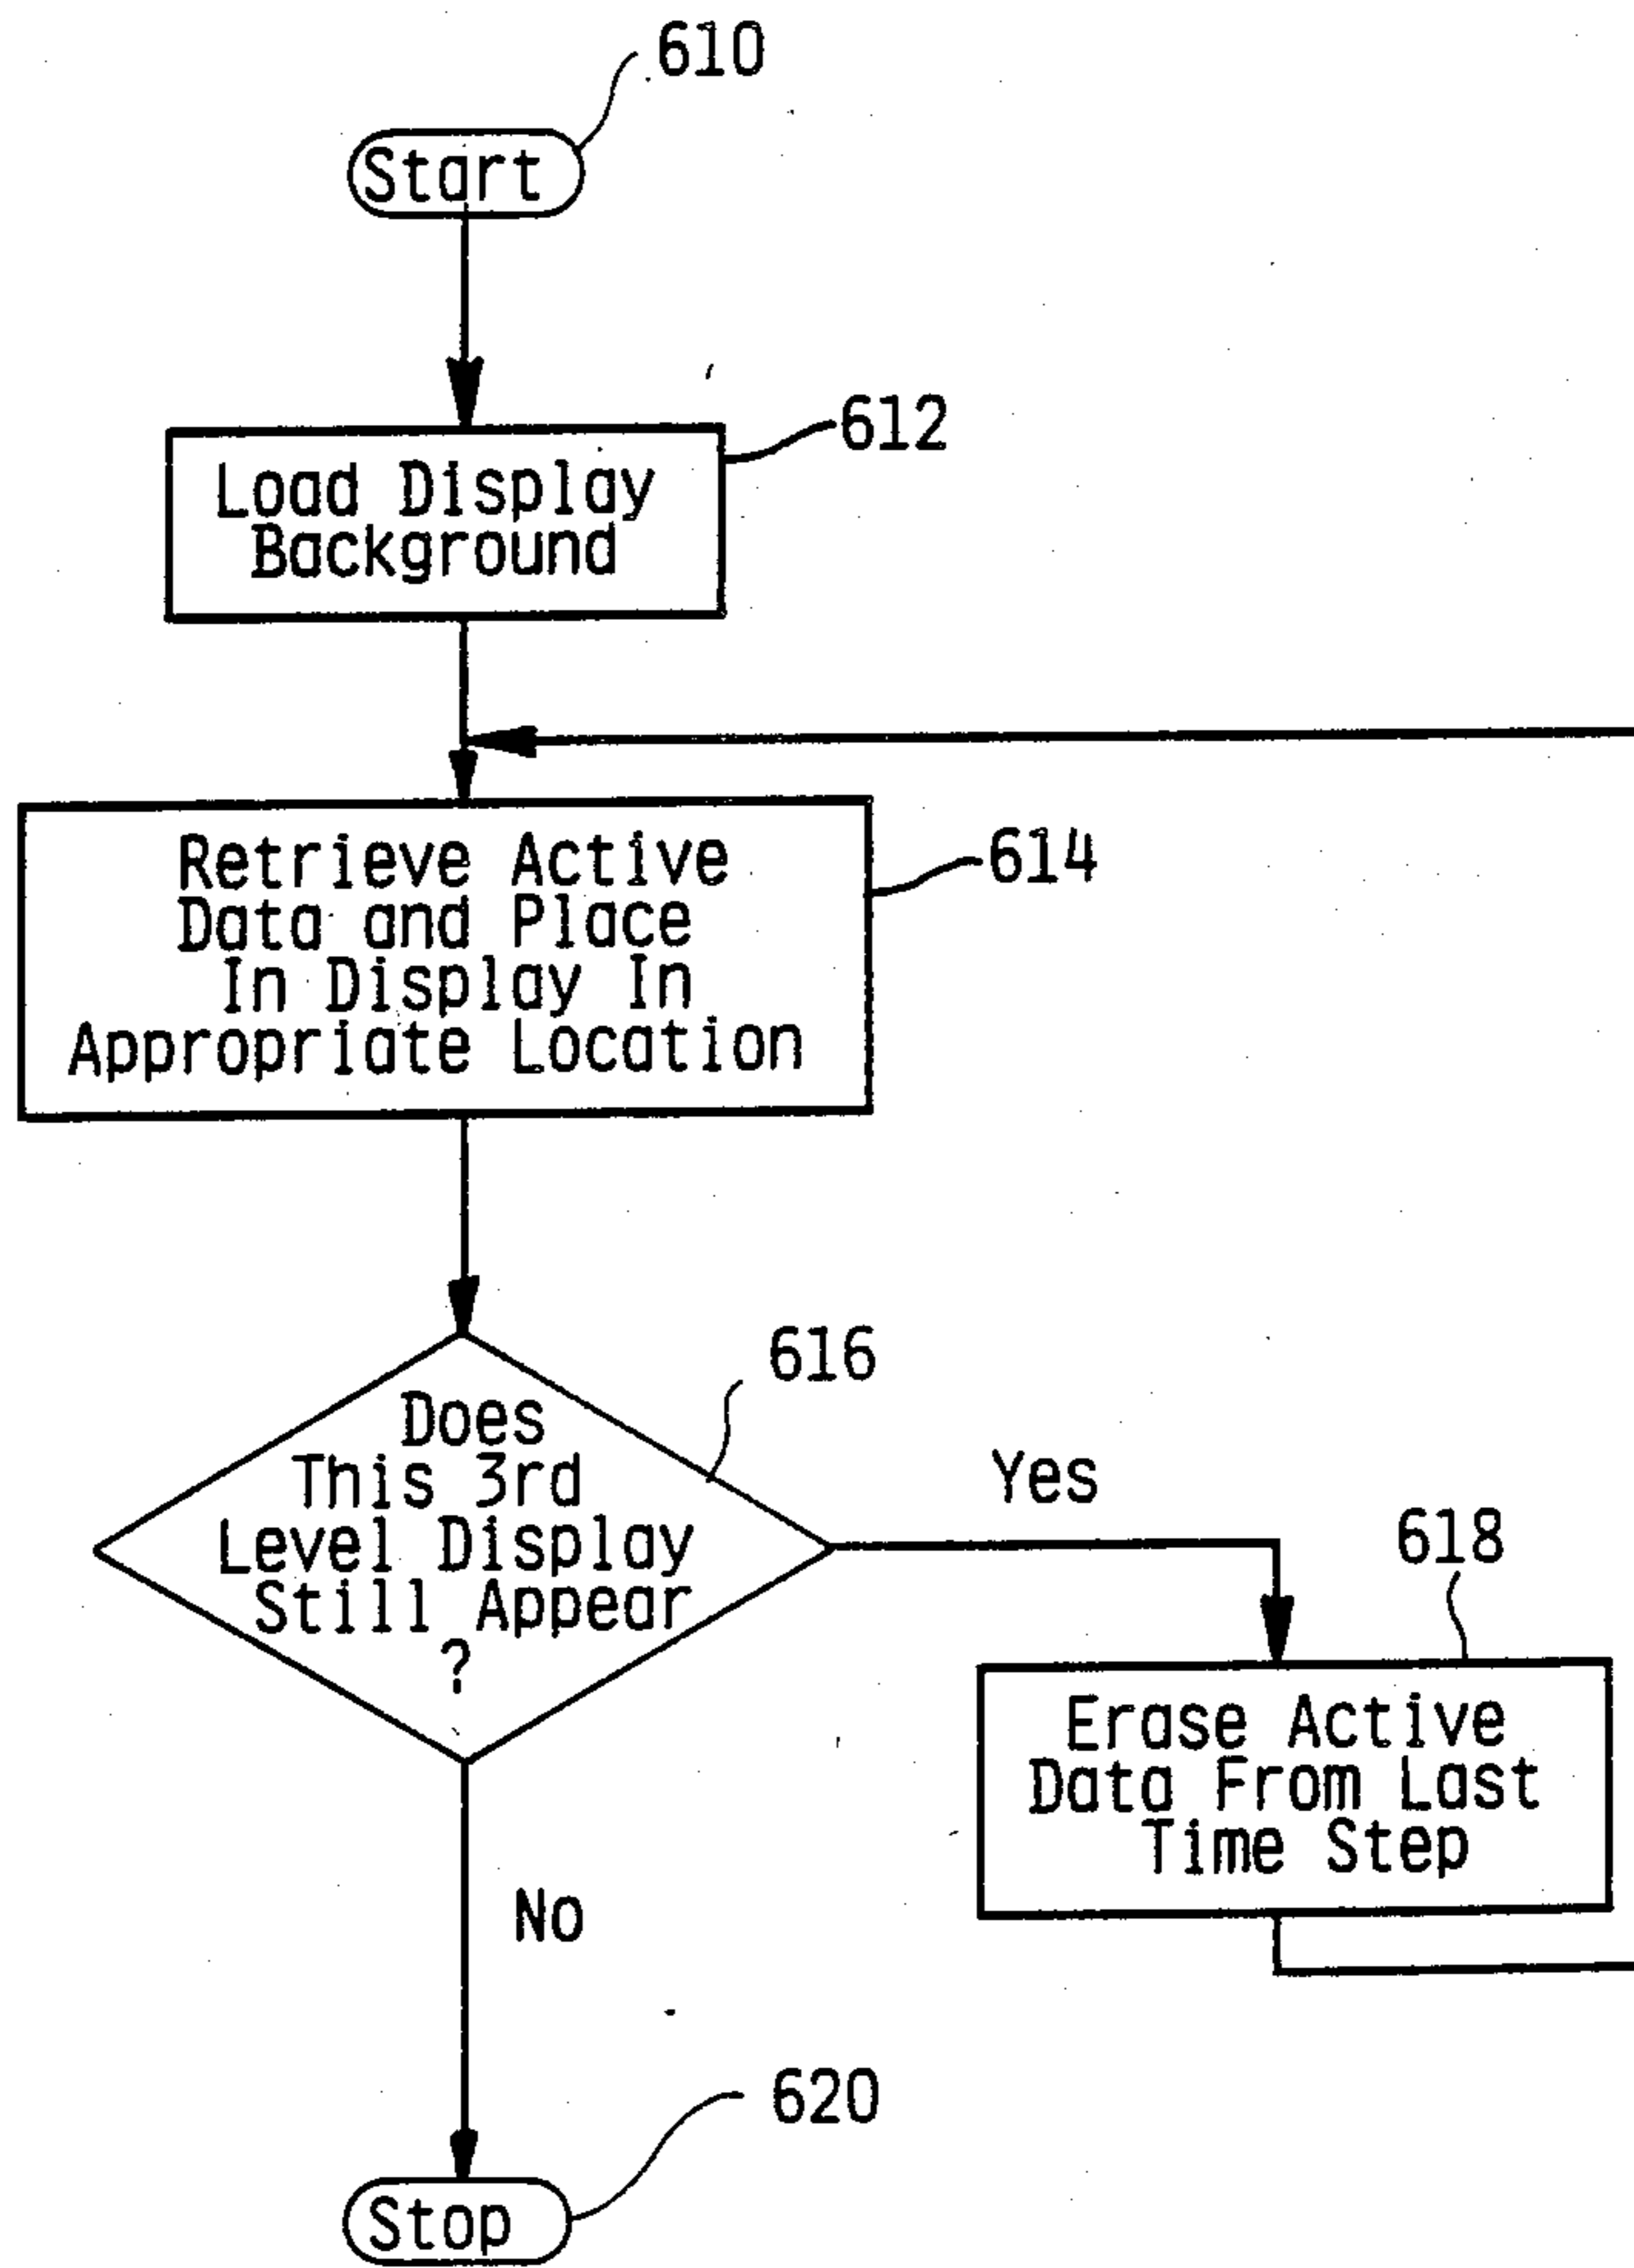 610
Start
612
Load Display
Background
614
Retrieve Active
Data and Place
In Display In
Appropriate Location
616
Does
This 3rd
Level Display
Still Appear
?
Yes
618
Erase Active
Data From Last
Time Step
No
620
Stop